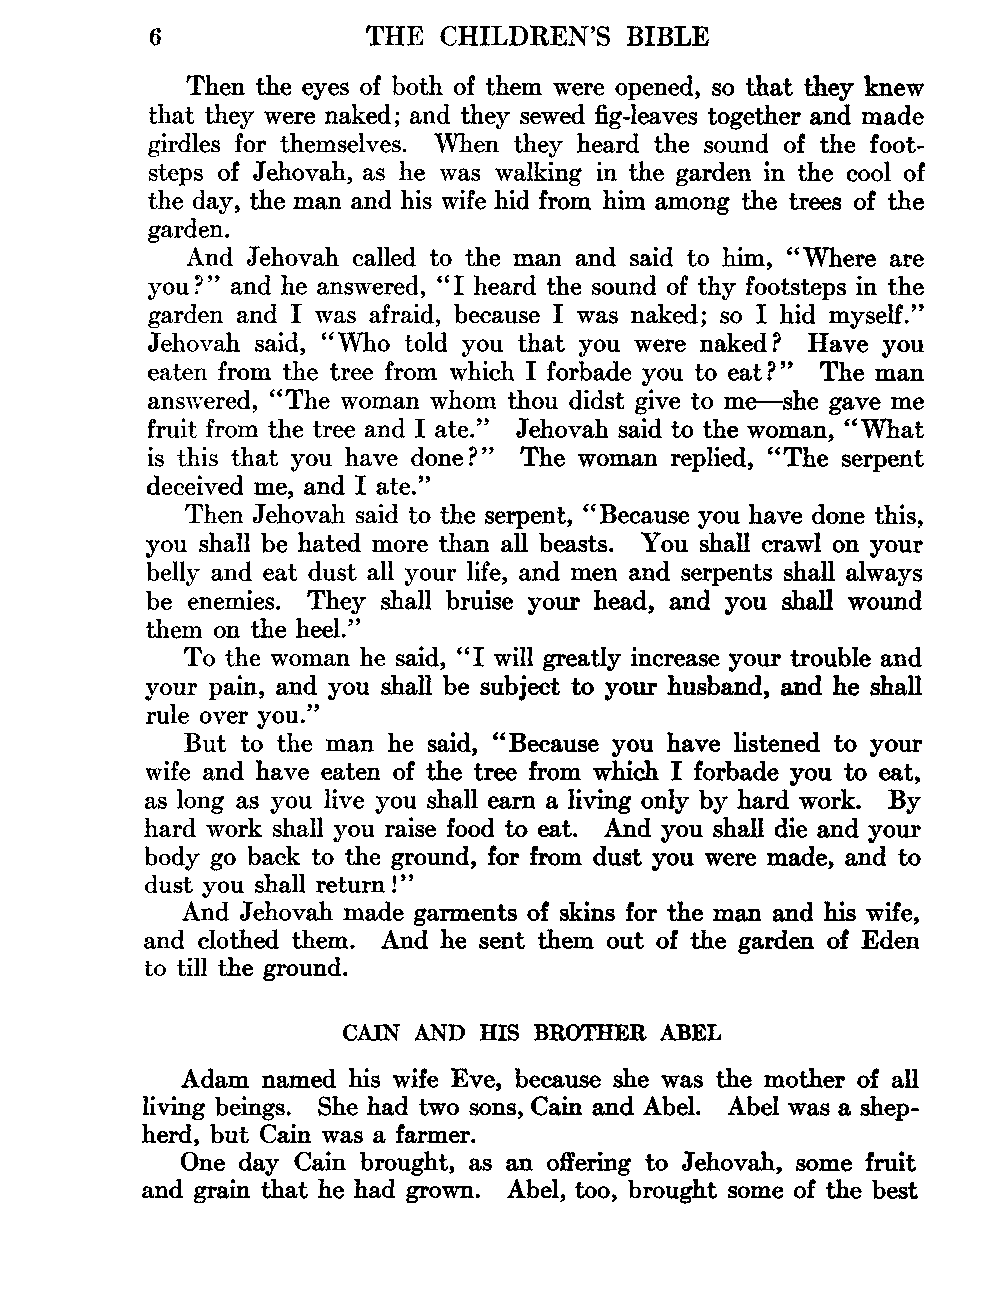 6 THE CHILDREN'S BIBLE
Then the eyes of both of them were opened, so that they knew
that they were naked; and they sewed fig-leaves together and made
girdles for themselves. When they heard the sound of the foot-
steps of Jehovah, as he was walking in the garden in the cool of
the day, the man and his wife hid from him among the trees of the
garden.
And Jehovah called to the man and said to him, "Where are
you?" and he answered, "I heard the sound of thy footsteps in the
garden and I was afraid, because I was naked; so I hid myself."
Jehovah said, "Who told you that you were naked? Have you
eaten from the tree from which I forbade you to eat?" The man
answered, "The woman whom thou didst give to me—she gave me
fruit from the tree and I ate." Jehovah said to the woman, "What
is this that you have done?" The woman replied, "The serpent
deceived me, and I ate."
Then Jehovah said to the serpent, "Because you have done this,
you shall be hated more than all beasts. You shall crawl on your
belly and eat dust all your life, and men and serpents shall always
be enemies. They shall bruise your head, and you shall wound
them on the heel."
To the woman he said, "I will greatly increase your trouble and
your pain, and you shall be subject to your husband, and he shall
rule over you."
But to the man he said, "Because you have listened to your
wife and have eaten of the tree from which I forbade you to eat,
as long as you live you shall earn a living only by hard work. By
hard work shall you raise food to eat. And you shall die and your
body go back to the ground, for from dust you were made, and to
dust you shall return!"
And Jehovah made garments of skins for the man and his wife,
and clothed them. And he sent them out of the garden of Eden
to till the ground.
CAIN AND HIS BROTHER ABEL
Adam named his wife Eve, because she was the mother of all
living beings. She had two sons, Cain and Abel. Abel was a shep-
herd, but Cain was a farmer.
One day Cain brought, as an offering to Jehovah, some fruit
and grain that he had grown. Abel, too, brought some of the best